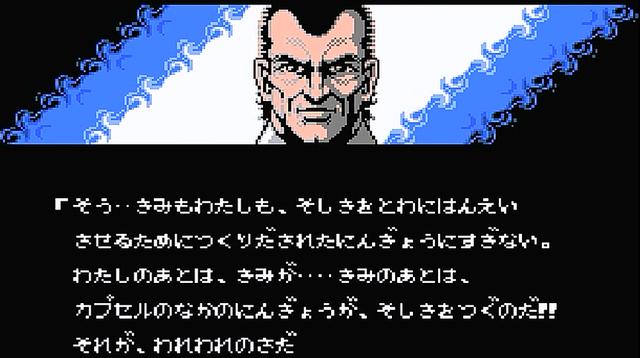 「そう‥きみもわたしも、そしきをとわにはんえい
させるためにつくりだされたにんぎょうにすぎない。
わたしのあとは、きみが‥‥きみのあとは、
カプセルのなかのにんぎょうが、そしきをつぐのだ!!
それが、われわれのさだ